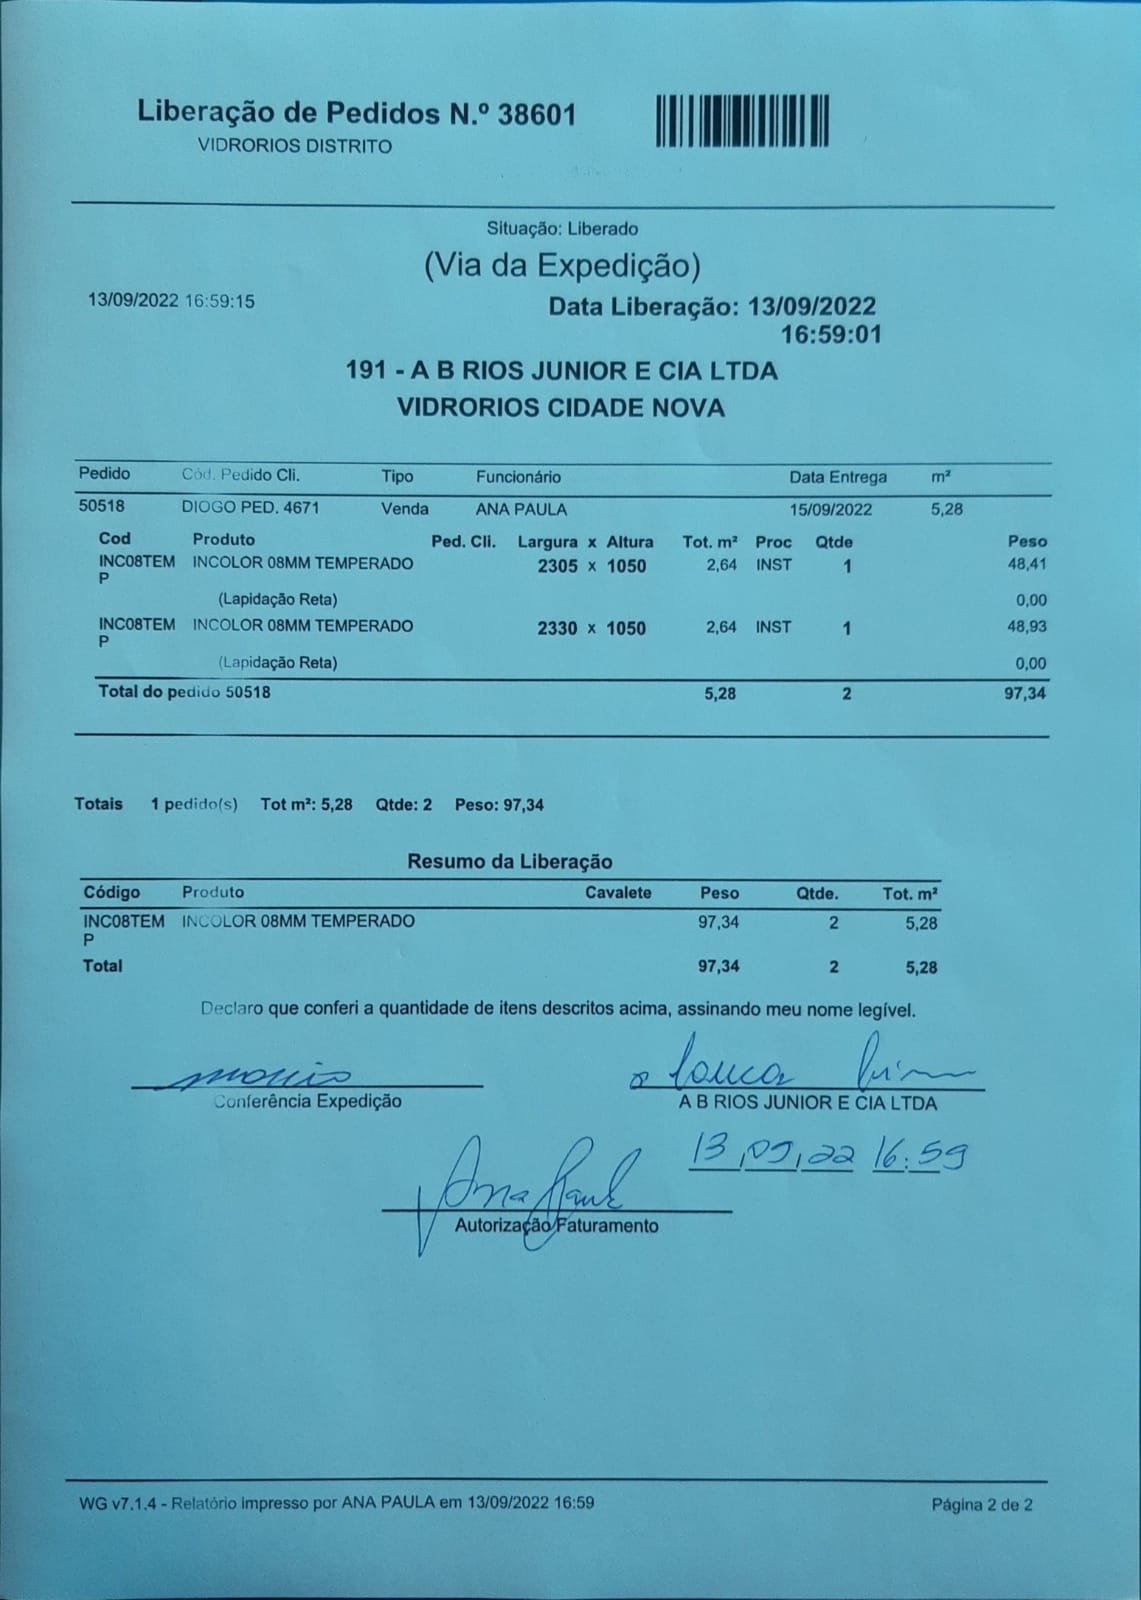 Liberação de Pedidos N.º 38601
VIDRORIOS DISTRITO
Situação: Liberado
(Via da Expedição)
13/09/2022 16:59:15
Data Liberação: 13/09/2022
16:59:01
191 - A B RIOS JUNIOR E CIA LTDA
VIDRORIOS CIDADE NOVA
Pedido Cód. Pedido Cli. Tipo Funcionário Data Entrega m²
50518 DIOGO PED. 4671 Venda ANA PAULA 15/09/2022 5,28
Cod Produto Ped. Cli. Largura x Altura Tot. m² Proc Qtde Peso
INC08TEM INCOLOR 08MM TEMPERADO 2305 x 1050 2,64 INST 1 48,41
P
(Lapidação Reta) 0,00
INC08TEM INCOLOR 08MM TEMPERADO 2330 x 1050 2,64 INST 1 48,93
P
(Lapidação Reta) 0,00
Total do pedido 50518 5,28 2 97,34
Totais 1 pedido(s) Tot m²: 5,28 Qtde: 2 Peso: 97,34
Resumo da Liberação
Código Produto Cavalete Peso Qtde. Tot. m²
INC08TEM INCOLOR 08MM TEMPERADO 97,34 2 5,28
P
Total 97,34 2 5,28
Declaro que conferi a quantidade de itens descritos acima, assinando meu nome legível.
Conferência Expedição
A B RIOS JUNIOR E CIA LTDA
13,09,22 16:59
Ana Paul
Autorização Faturamento
WG v7.1.4 - Relatório impresso por ANA PAULA em 13/09/2022 16:59 Página 2 de 2